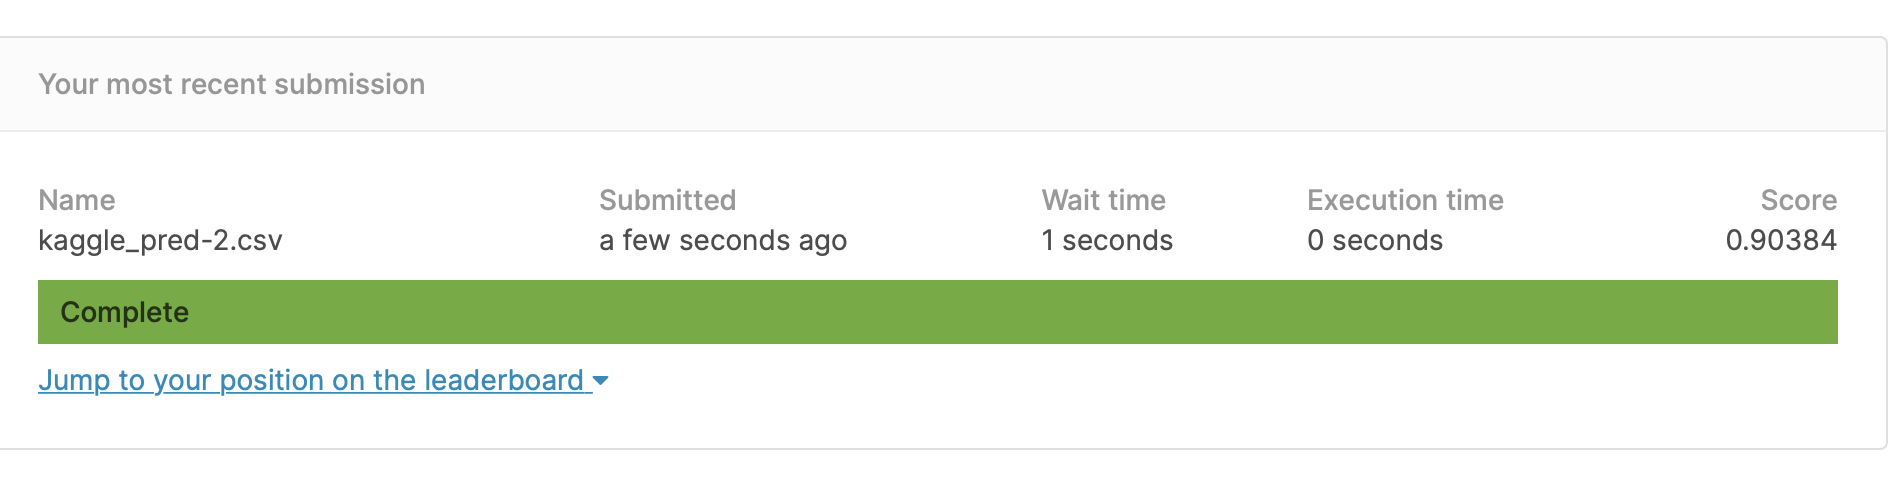 Your most recent submission
Name Submitted Wait time Execution time Score
kaggle_pred-2.csv a few seconds ago 1 seconds 0 seconds 0.90384
Complete
Jump to your position on the leaderboard